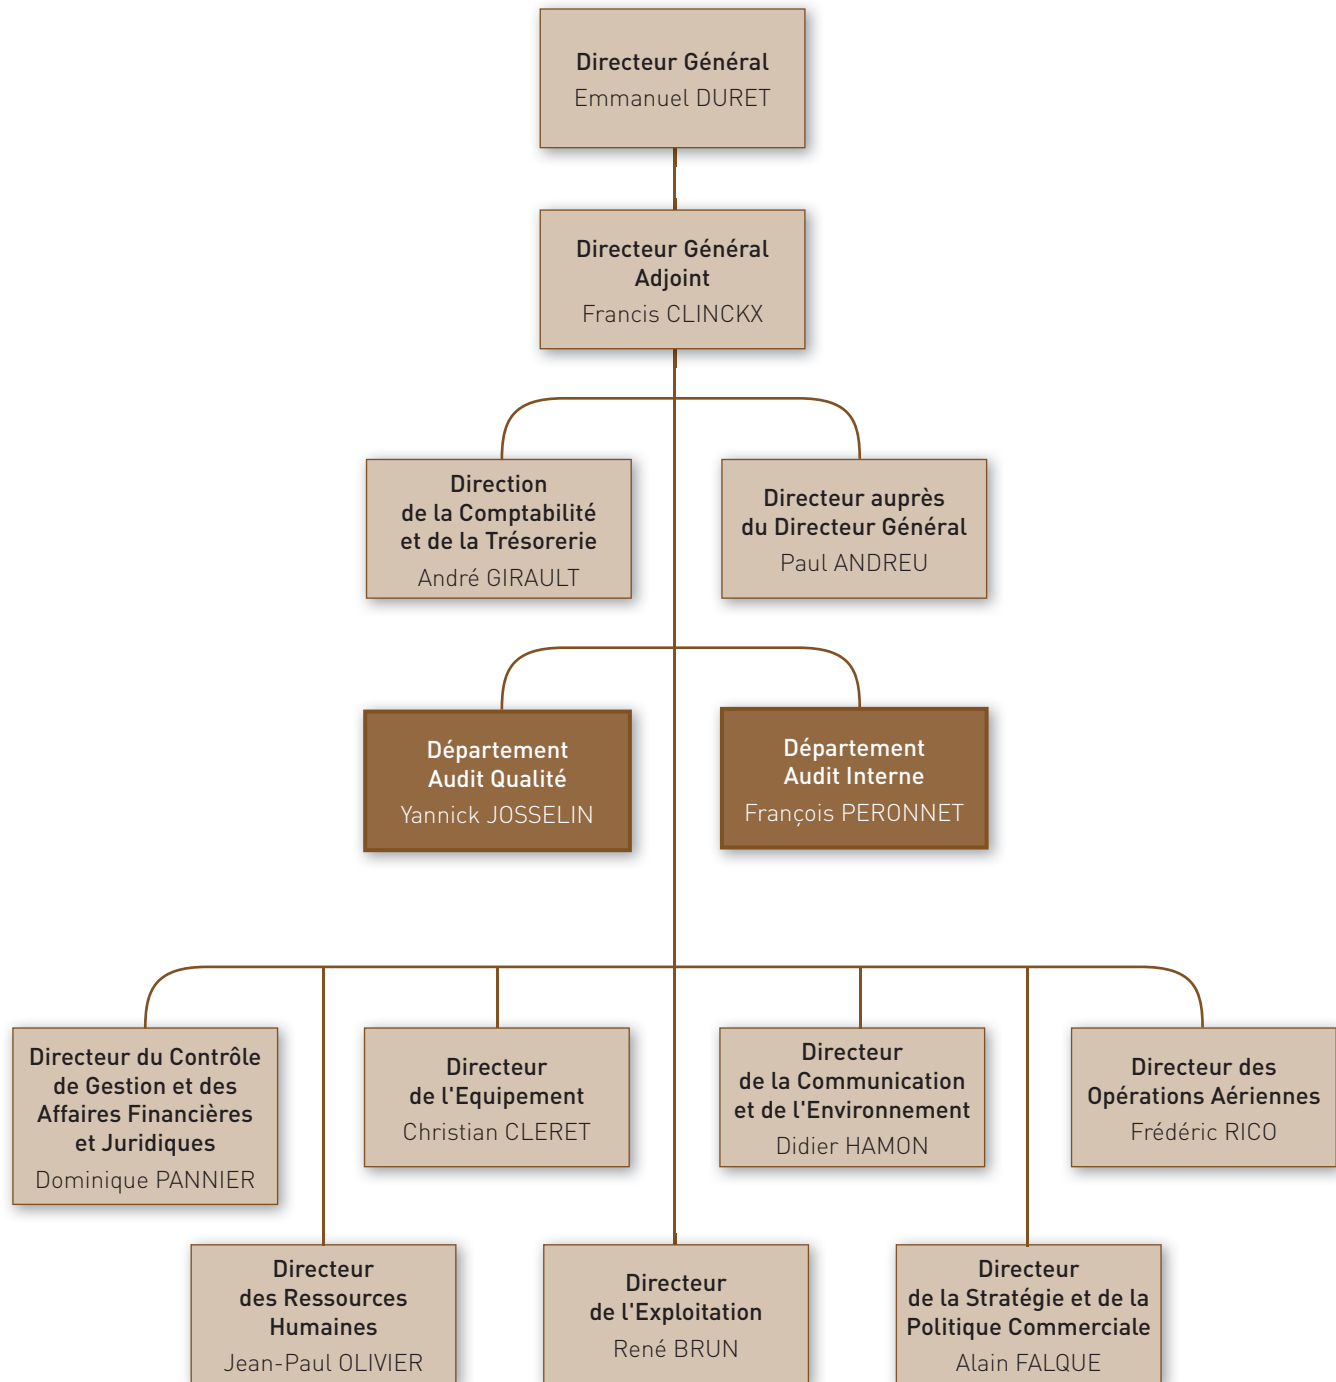 Directeur Général
Emmanuel DURET
Directeur Général
Adjoint
Francis CLINCKX
Direction
de la Comptabilité
et de la Trésorerie
André GIRAULT
Directeur auprès
du Directeur Général
Paul ANDREU
Département
Audit Qualité
Yannick JOSSELIN
Département
Audit Interne
François PERONNET
Directeur du Contrôle
de Gestion et des
Affaires Financières
et Juridiques
Dominique PANNIER
Directeur
de l'Equipement
Christian CLERET
Directeur
de la Communication
et de l'Environnement
Didier HAMON
Directeur des
Opérations Aériennes
Frédéric RICO
Directeur
des Ressources
Humaines
Jean-Paul OLIVIER
Directeur
de l'Exploitation
René BRUN
Directeur
de la Stratégie et de la
Politique Commerciale
Alain FALQUE